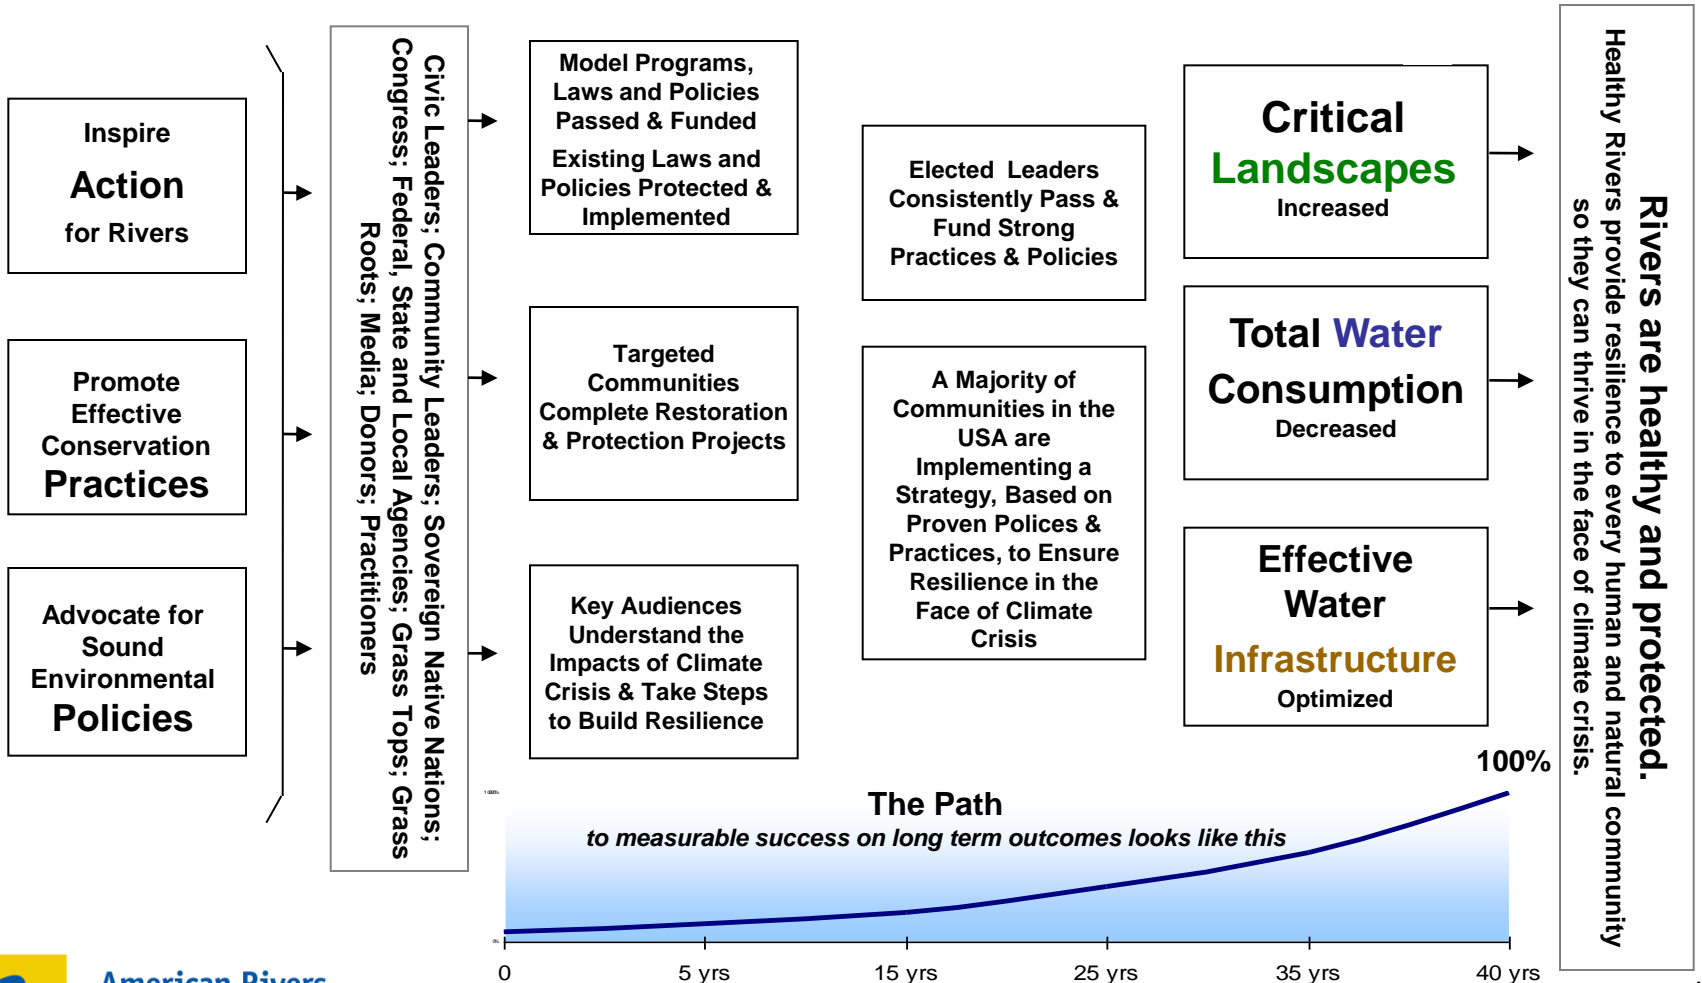 Inspire
Action
for Rivers
Promote
Effective
Conservation
Practices
Advocate for
Sound
Environmental
Policies
Civic Leaders; Community Leaders; Sovereign Native Nations;
Congress; Federal, State and Local Agencies; Grass Tops; Grass
Roots; Media; Donors; Practitioners
Model Programs,
Laws and Policies
Passed & Funded
Existing Laws and
Policies Protected &
Implemented
Targeted
Communities
Complete Restoration
& Protection Projects
Key Audiences
Understand the
Impacts of Climate
Crisis & Take Steps
to Build Resilience
Elected Leaders
Consistently Pass &
Fund Strong
Practices & Policies
A Majority of
Communities in the
USA are
Implementing a
Strategy, Based on
Proven Polices &
Practices, to Ensure
Resilience in the
Face of Climate
Crisis
Critical
Landscapes
Increased
Total Water
Consumption
Decreased
Effective
Water
Infrastructure
Optimized
Rivers are healthy and protected.
Healthy Rivers provide resilience to every human and natural community
so they can thrive in the face of climate crisis.
100%
The Path
to measurable success on long term outcomes looks like this
0%
0
5 yrs
15 yrs
25 yrs
35 yrs
40 yrs
American Rivers